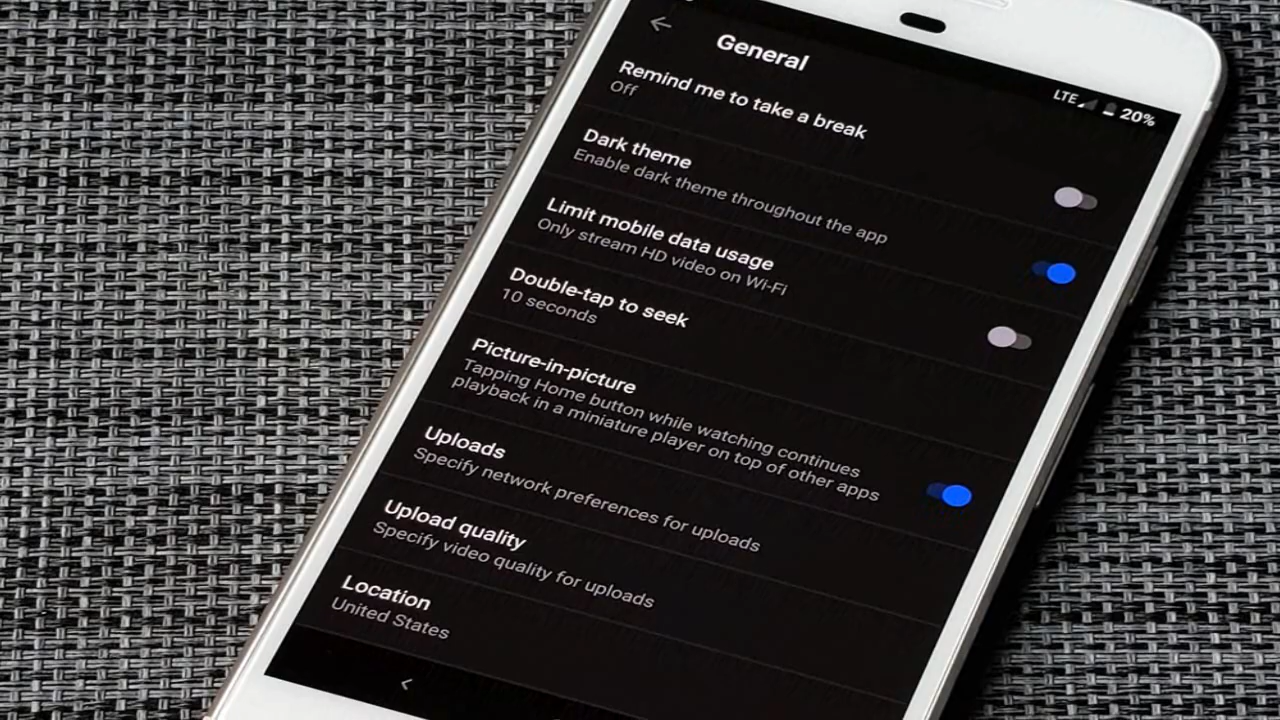 General
LTE 20%
Remind me to take a break
Off
Dark theme
Enable dark theme throughout the app
Limit mobile data usage
Only stream HD video on Wi-Fi
Double-tap to seek
10 seconds
Picture-in-picture
Tapping Home button while watching continues
playback in a miniature player on top of other apps
Uploads
Specify network preferences for uploads
Upload quality
Specify video quality for uploads
Location
United States